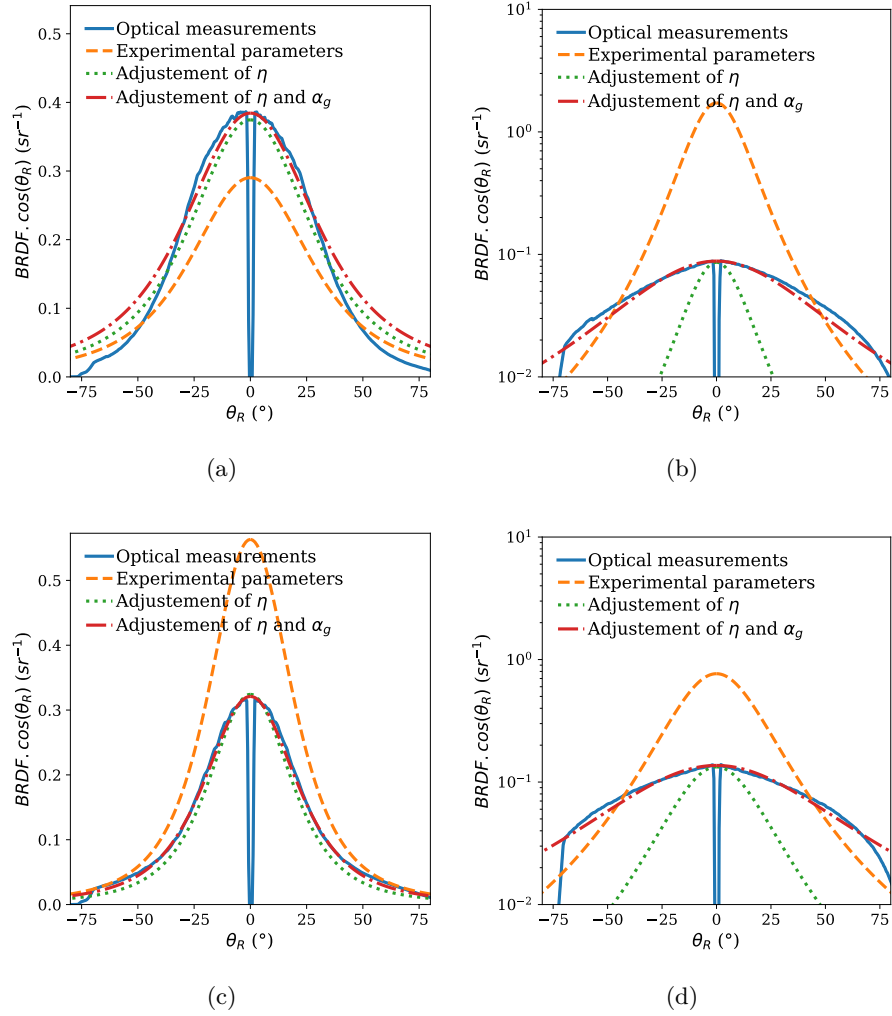 Optical measurements
Experimental parameters
Adjustement of η
Adjustement of η and α_g
BRDF. cos(θ_R) (sr⁻¹)
0.5
0.4
0.3
0.2
0.1
0.0
−75 −50 −25 0 25 50 75
θ_R (°)
(a)
Optical measurements
Experimental parameters
Adjustement of η
Adjustement of η and α_g
BRDF. cos(θ_R) (sr⁻¹)
10¹
10⁰
10⁻¹
10⁻²
−75 −50 −25 0 25 50 75
θ_R (°)
(b)
Optical measurements
Experimental parameters
Adjustement of η
Adjustement of η and α_g
BRDF. cos(θ_R) (sr⁻¹)
0.5
0.4
0.3
0.2
0.1
0.0
−75 −50 −25 0 25 50 75
θ_R (°)
(c)
Optical measurements
Experimental parameters
Adjustement of η
Adjustement of η and α_g
BRDF. cos(θ_R) (sr⁻¹)
10¹
10⁰
10⁻¹
10⁻²
−75 −50 −25 0 25 50 75
θ_R (°)
(d)